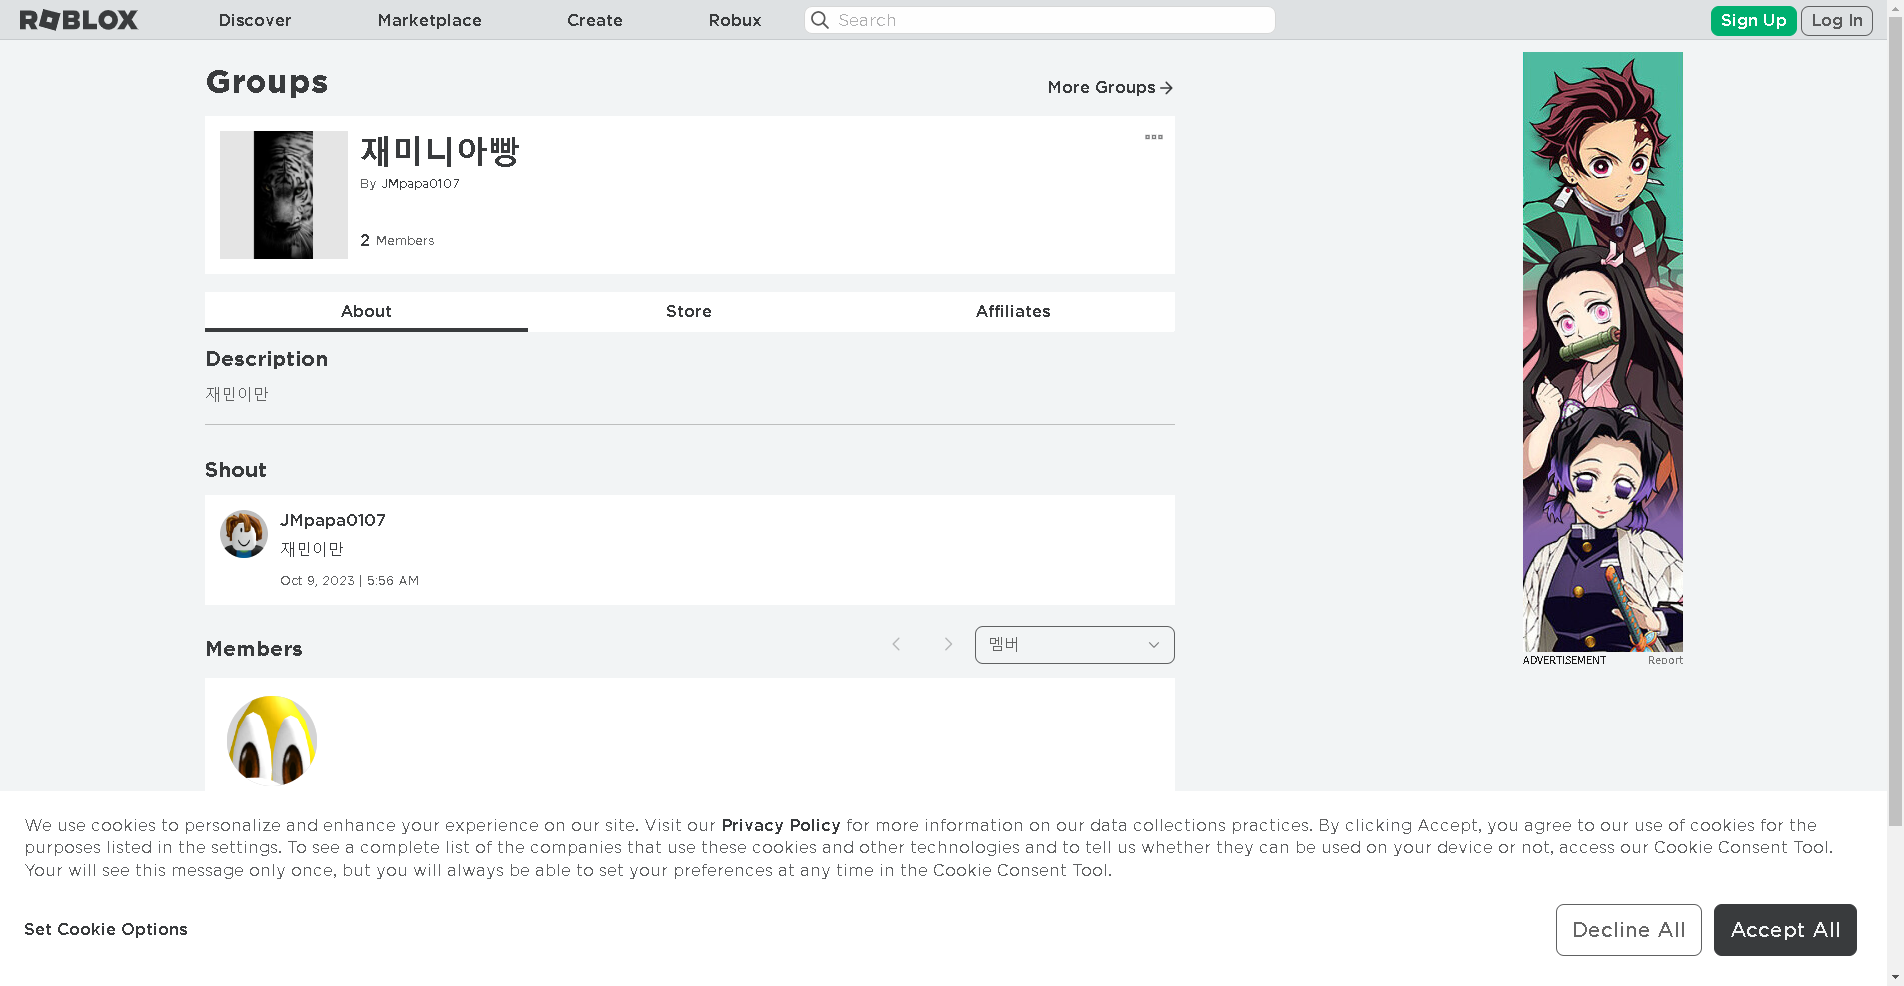 ROBLOX
Discover
Marketplace
Create
Robux
Search
Sign Up
Log In
Groups
More Groups
재미니아빵
By JMpapa0107
2 Members
About
Store
Affiliates
Description
재민이만
Shout
JMpapa0107
재민이만
Oct 9, 2023 | 5:56 AM
Members
멤버
ADVERTISEMENT
Report
We use cookies to personalize and enhance your experience on our site. Visit our Privacy Policy for more information on our data collections practices. By clicking Accept, you agree to our use of cookies for the
purposes listed in the settings. To see a complete list of the companies that use these cookies and other technologies and to tell us whether they can be used on your device or not, access our Cookie Consent Tool.
Your will see this message only once, but you will always be able to set your preferences at any time in the Cookie Consent Tool.
Set Cookie Options
Decline All
Accept All